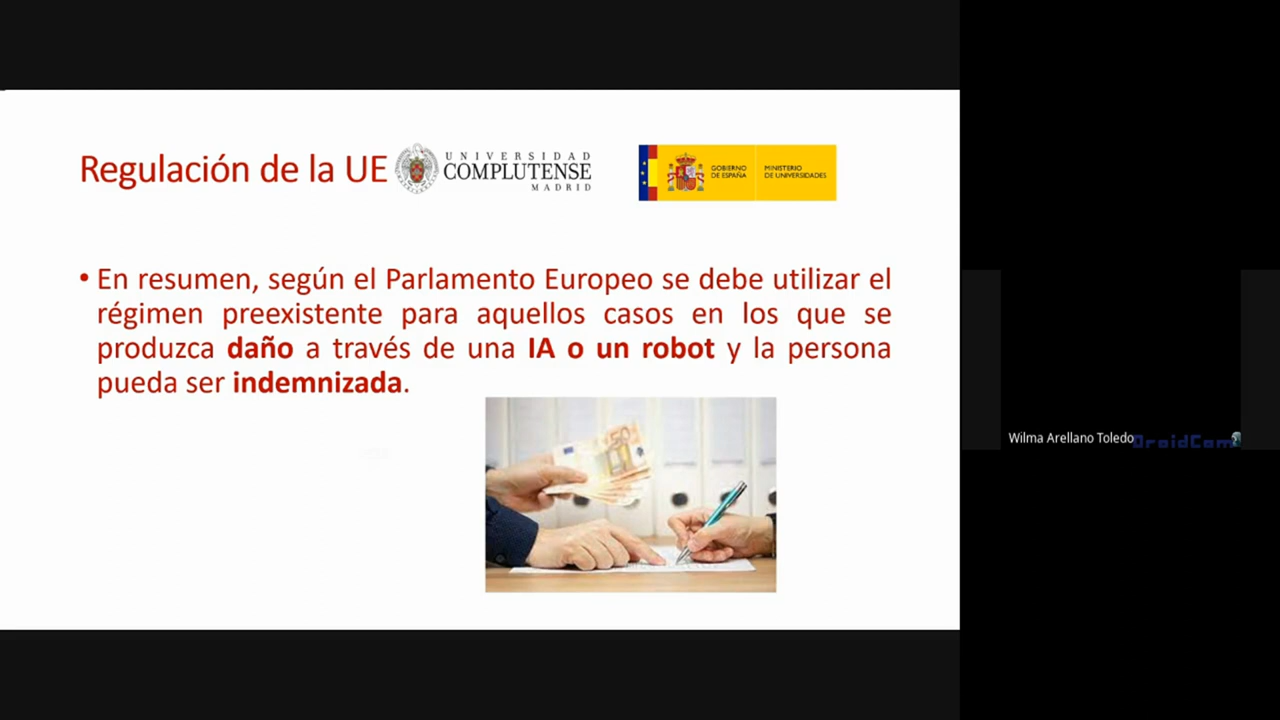 Regulación de la UE
UNIVERSIDAD
COMPLUTENSE
MADRID
GOBIERNO
DE ESPAÑA
MINISTERIO
DE UNIVERSIDADES
• En resumen, según el Parlamento Europeo se debe utilizar el
régimen preexistente para aquellos casos en los que se
produzca daño a través de una IA o un robot y la persona
pueda ser indemnizada.
50
Wilma Arellano Toledo
DroidCam